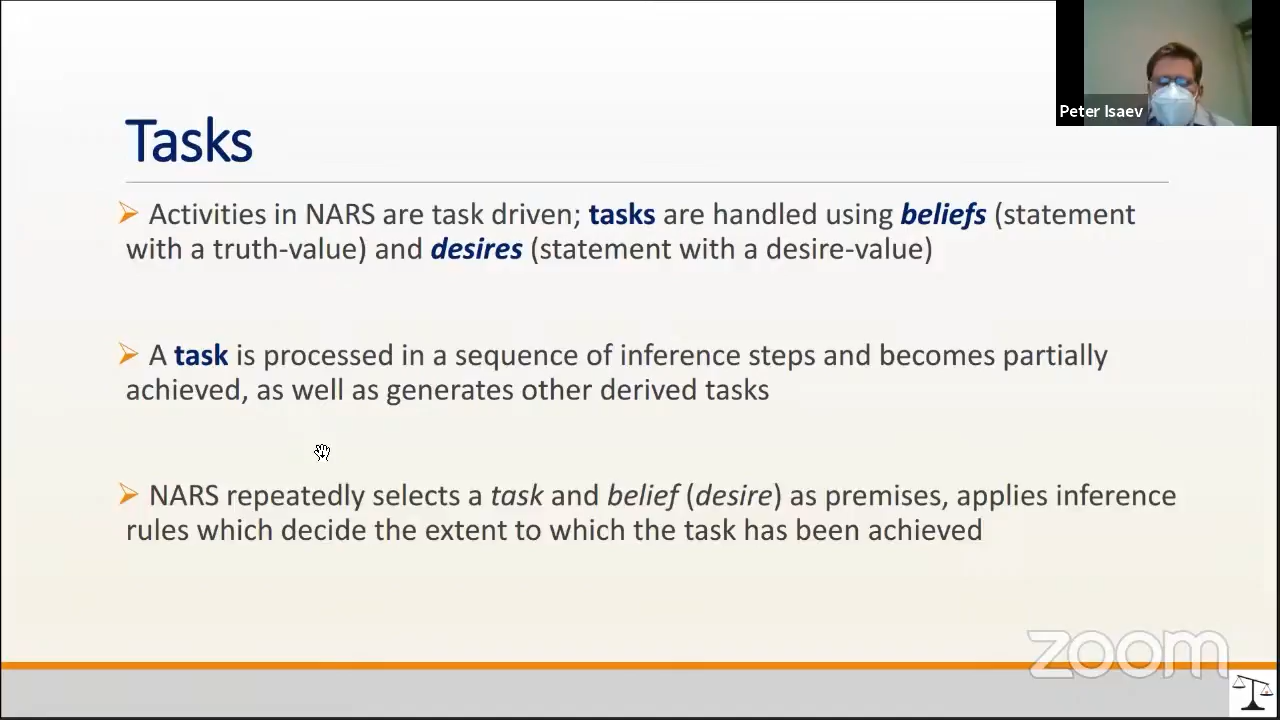 Peter Isaev
Tasks
Activities in NARS are task driven; tasks are handled using beliefs (statement
with a truth-value) and desires (statement with a desire-value)
A task is processed in a sequence of inference steps and becomes partially
achieved, as well as generates other derived tasks
NARS repeatedly selects a task and belief (desire) as premises, applies inference
rules which decide the extent to which the task has been achieved
zoom